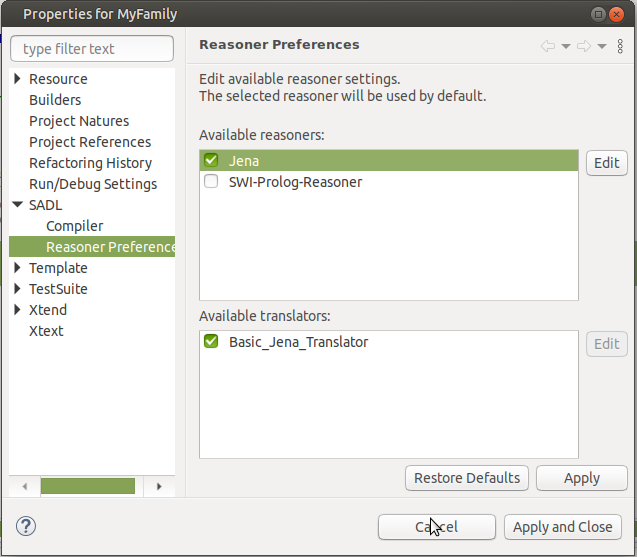 Properties for MyFamily
type filter text
Resource
Builders
Project Natures
Project References
Refactoring History
Run/Debug Settings
SADL
Compiler
Reasoner Preference
Template
TestSuite
Xtend
Xtext
Reasoner Preferences
Edit available reasoner settings.
The selected reasoner will be used by default.
Available reasoners:
Jena
SWI-Prolog-Reasoner
Edit
Available translators:
Basic_Jena_Translator
Edit
Restore Defaults
Apply
?
Cancel
Apply and Close